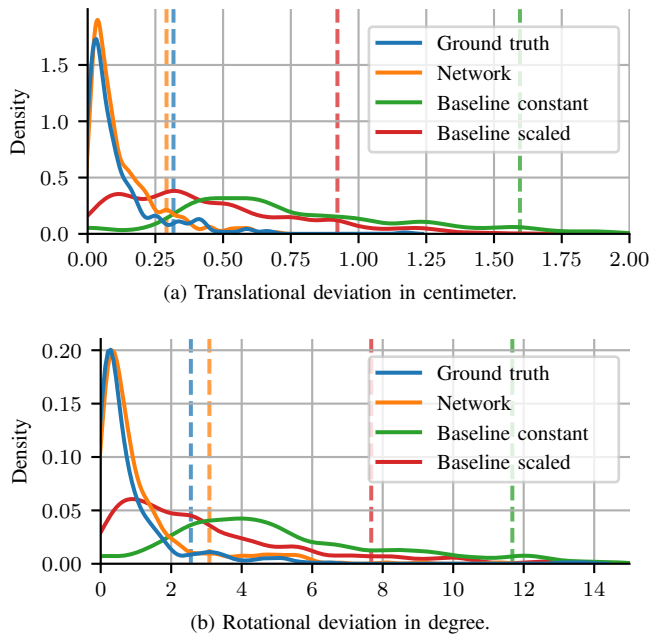 Density
1.5
1.0
0.5
0.0
Ground truth
Network
Baseline constant
Baseline scaled
0.00 0.25 0.50 0.75 1.00 1.25 1.50 1.75 2.00
(a) Translational deviation in centimeter.
Density
0.20
0.15
0.10
0.05
0.00
Ground truth
Network
Baseline constant
Baseline scaled
0 2 4 6 8 10 12 14
(b) Rotational deviation in degree.